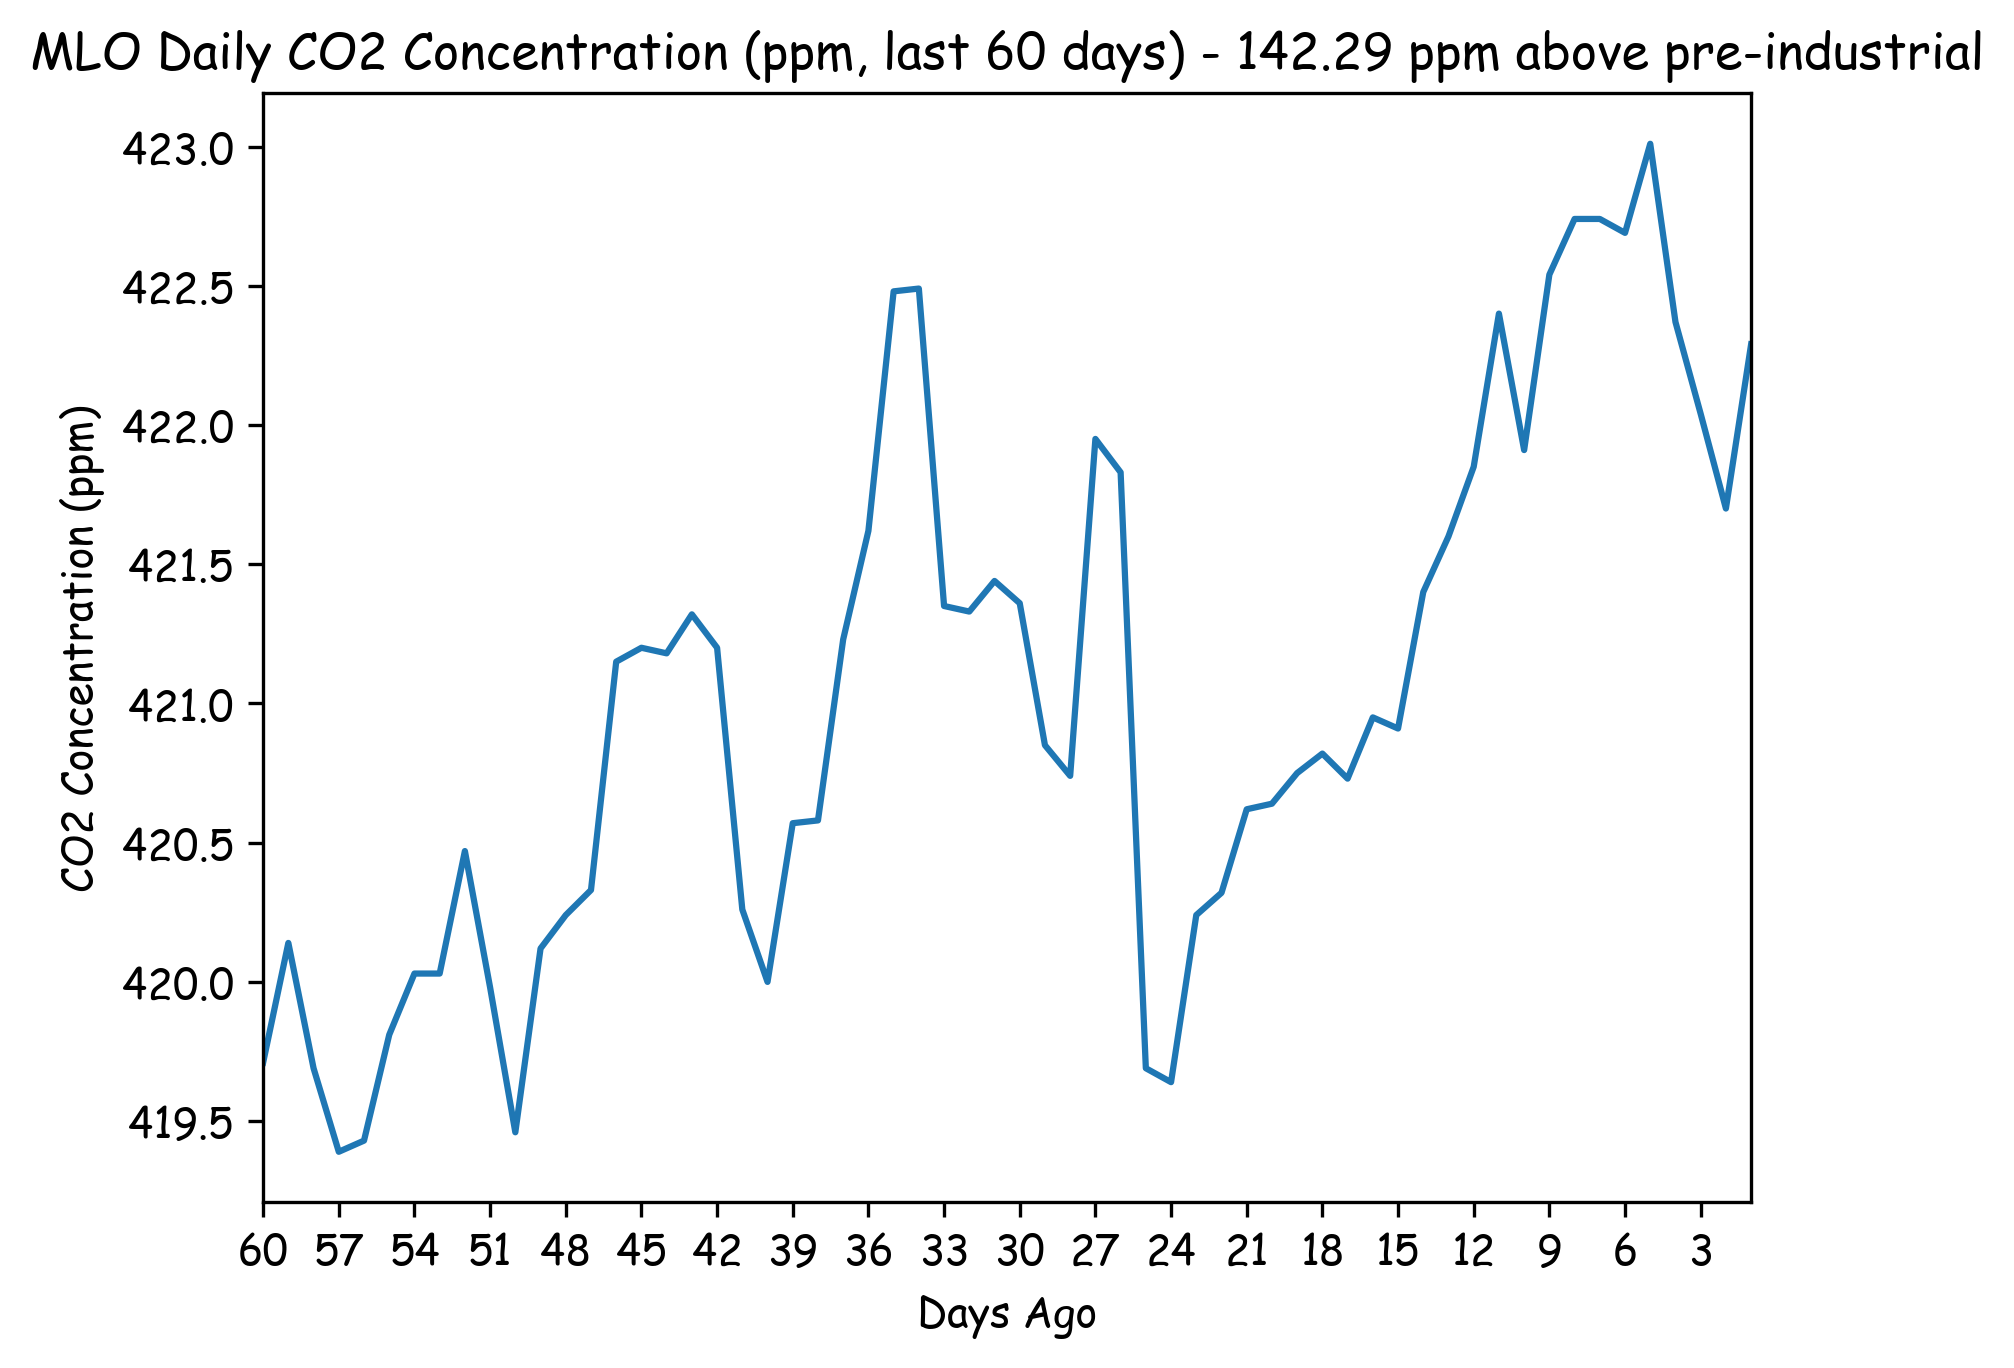 MLO Daily CO2 Concentration (ppm, last 60 days) - 142.29 ppm above pre-industrial
423.0
422.5
422.0
421.5
421.0
420.5
420.0
419.5
CO2 Concentration (ppm)
60 57 54 51 48 45 42 39 36 33 30 27 24 21 18 15 12 9 6 3
Days Ago